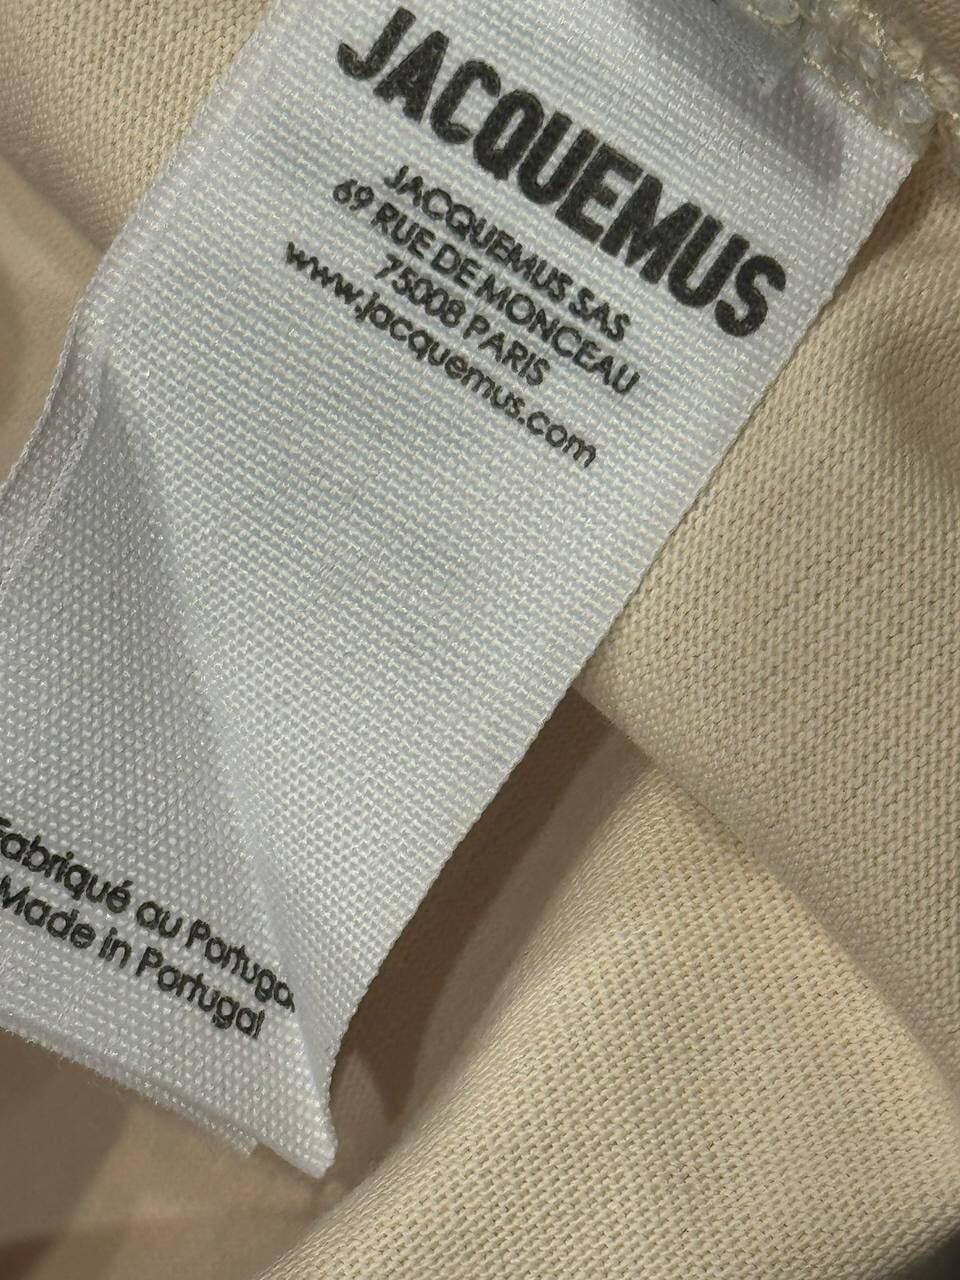 JACQUEMUS
JACQUEMUS SAS
69 RUE DE MONCEAU
75008 PARIS
www.jacquemus.com
Fabriqué au Portugal
Made in Portugal